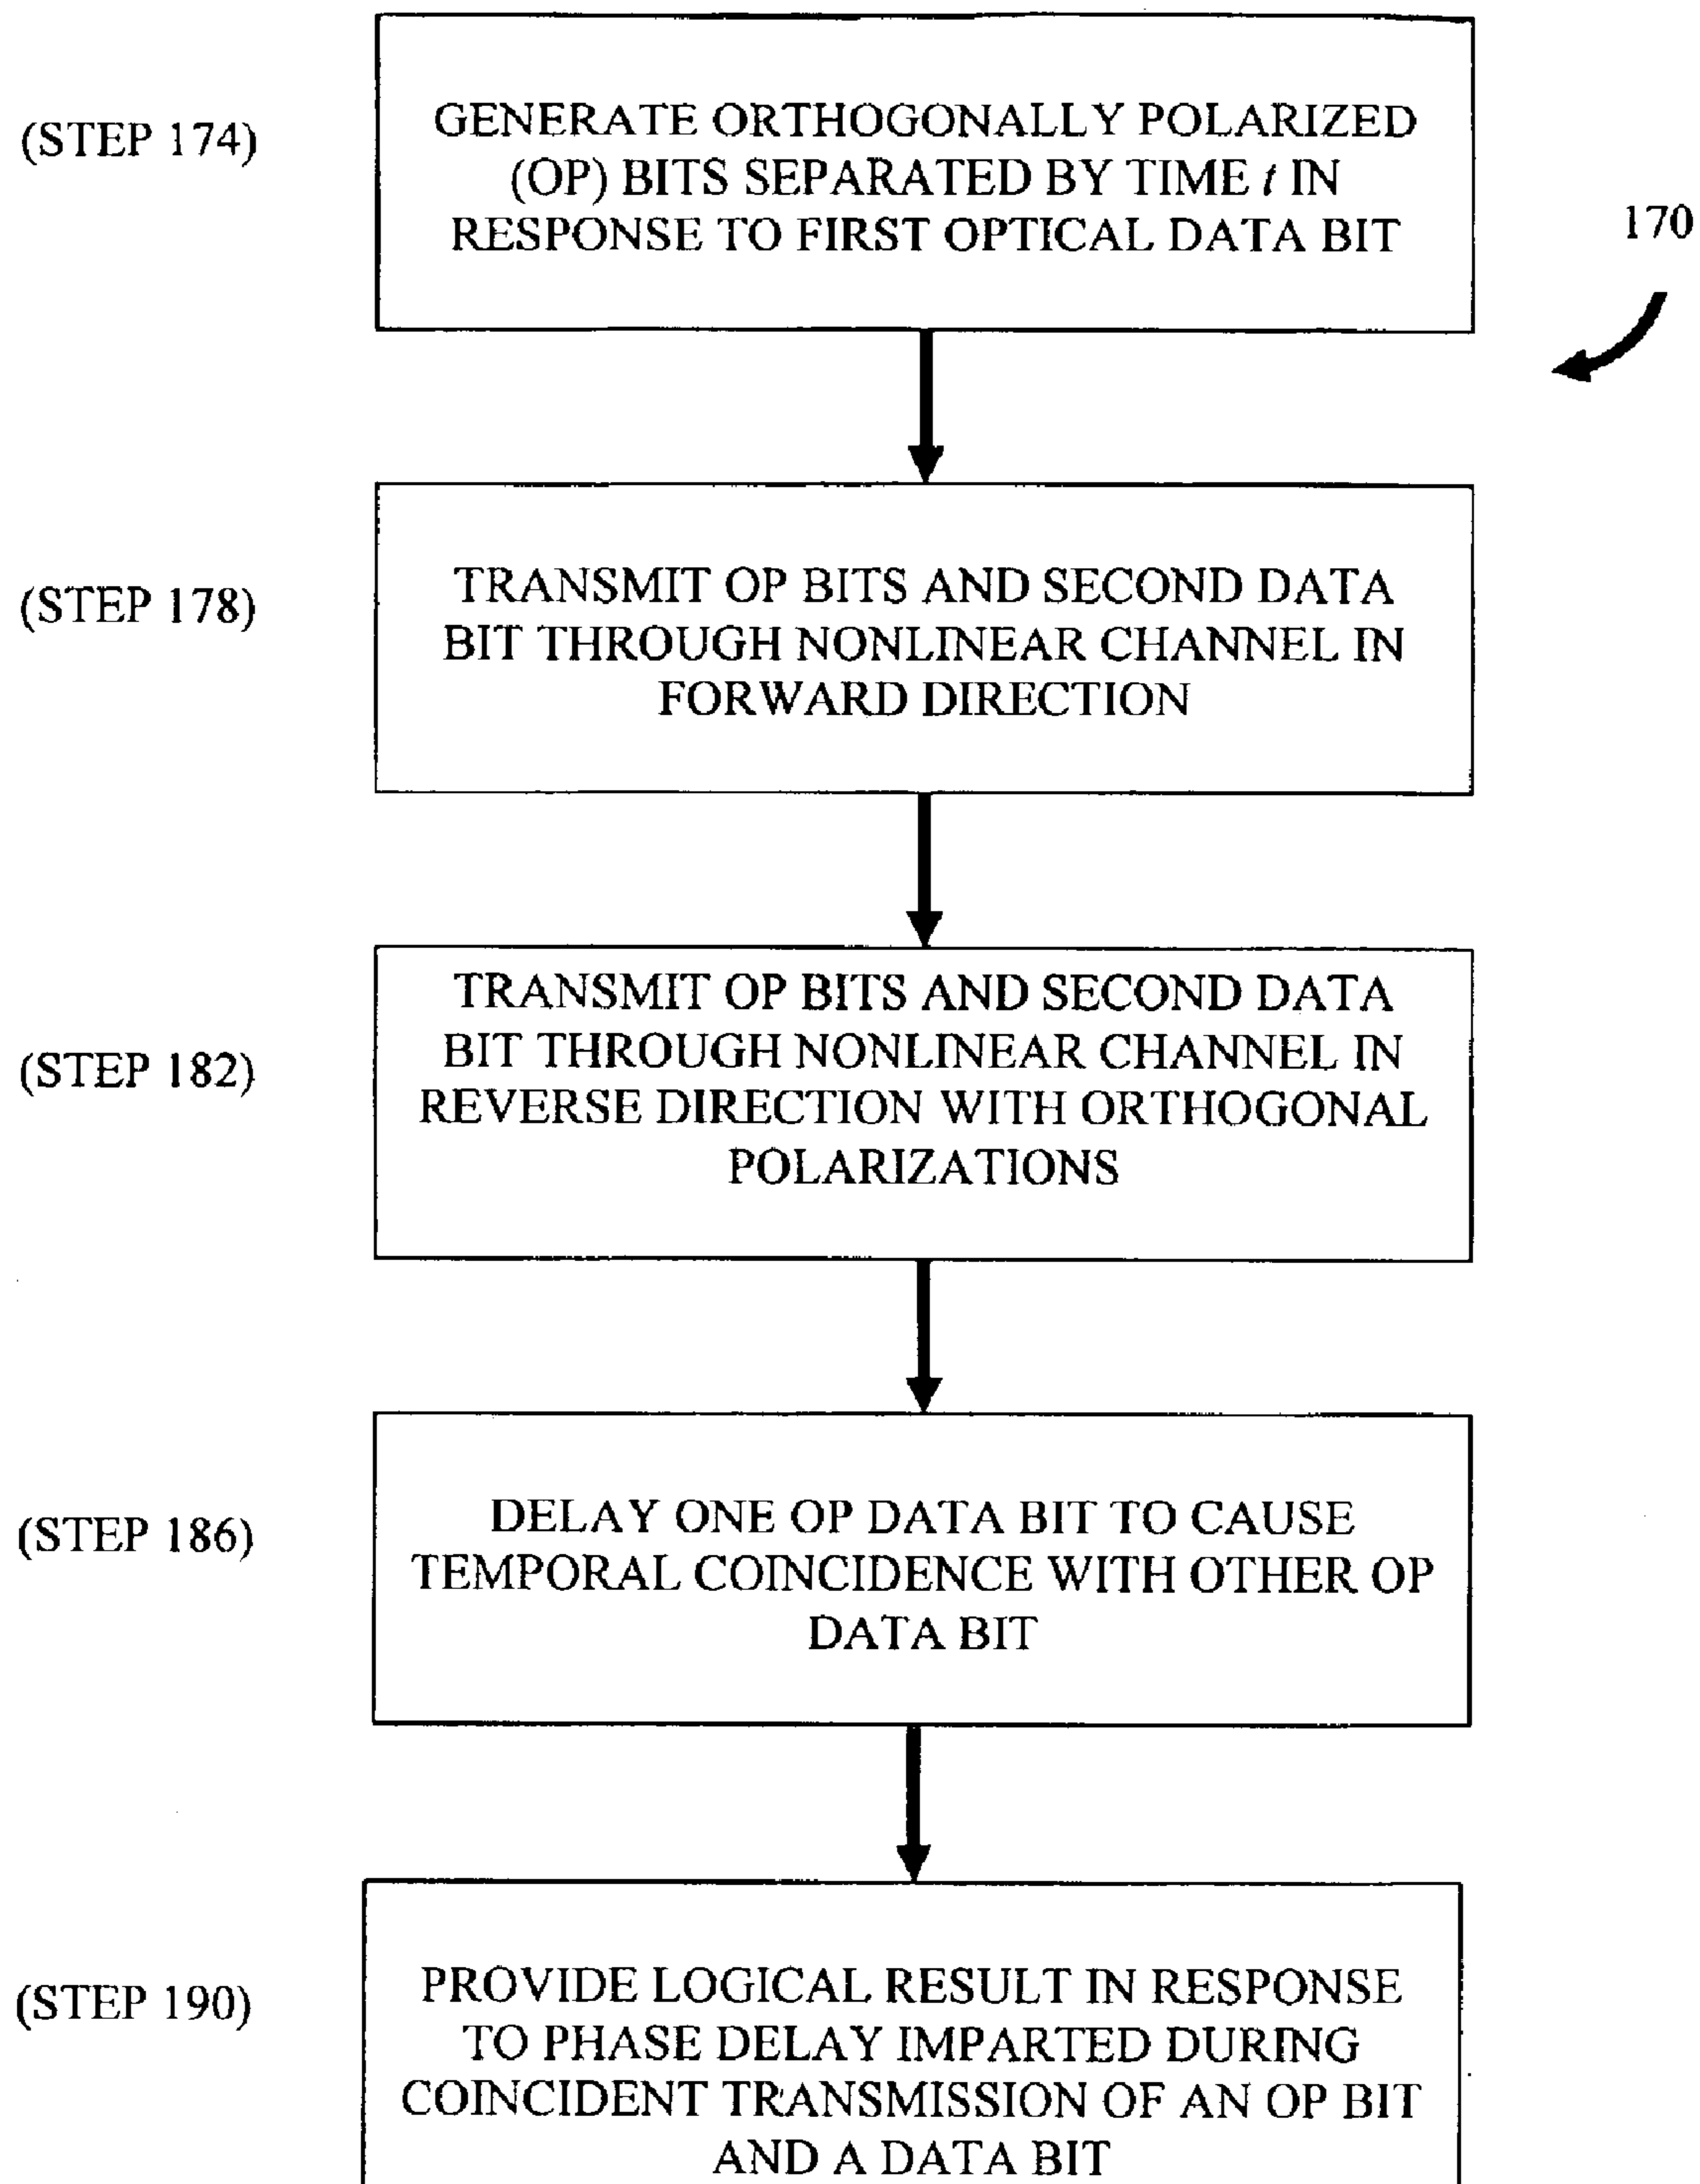 (STEP 174)
GENERATE ORTHOGONALLY POLARIZED
(OP) BITS SEPARATED BY TIME t IN
RESPONSE TO FIRST OPTICAL DATA BIT
170
(STEP 178)
TRANSMIT OP BITS AND SECOND DATA
BIT THROUGH NONLINEAR CHANNEL IN
FORWARD DIRECTION
(STEP 182)
TRANSMIT OP BITS AND SECOND DATA
BIT THROUGH NONLINEAR CHANNEL IN
REVERSE DIRECTION WITH ORTHOGONAL
POLARIZATIONS
(STEP 186)
DELAY ONE OP DATA BIT TO CAUSE
TEMPORAL COINCIDENCE WITH OTHER OP
DATA BIT
(STEP 190)
PROVIDE LOGICAL RESULT IN RESPONSE
TO PHASE DELAY IMPARTED DURING
COINCIDENT TRANSMISSION OF AN OP BIT
AND A DATA BIT